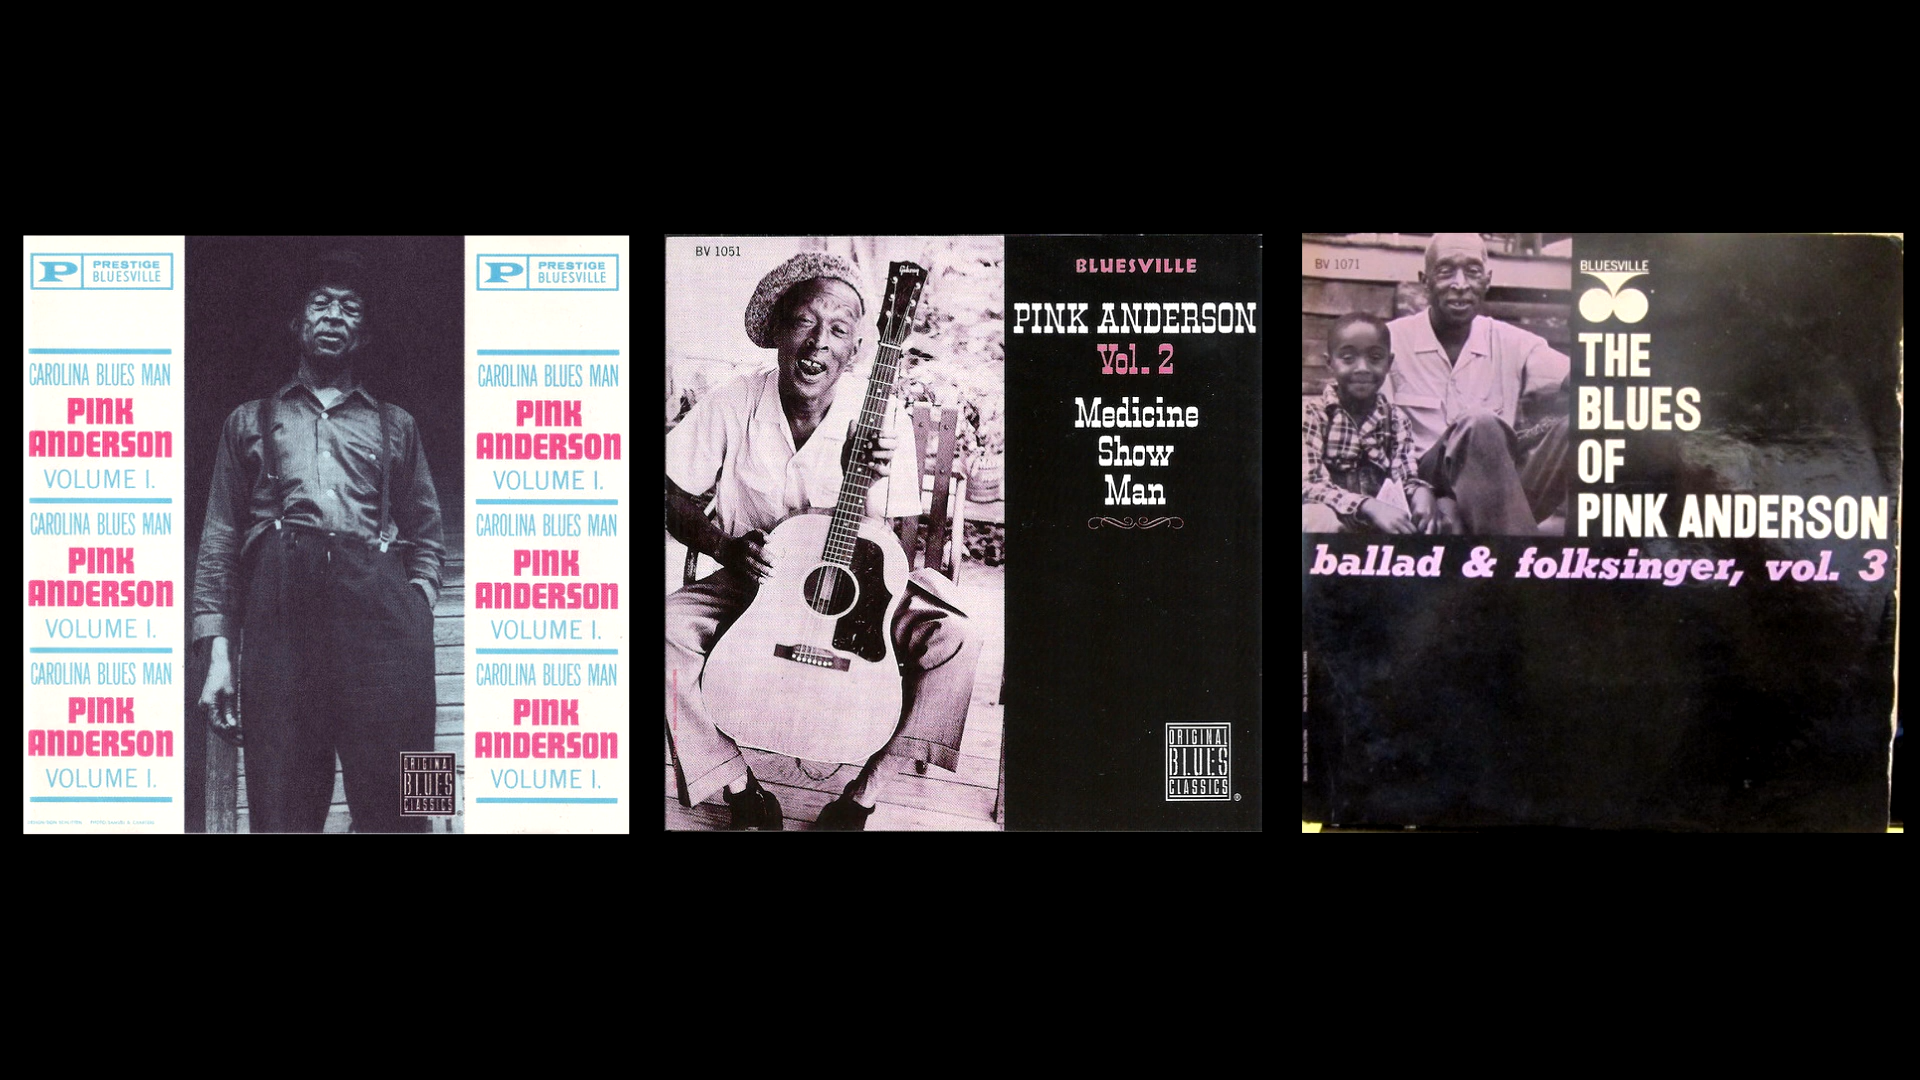 P PRESTIGE
BLUESVILLE
CAROLINA BLUES MAN
PINK
ANDERSON
VOLUME I.
CAROLINA BLUES MAN
PINK
ANDERSON
VOLUME I.
CAROLINA BLUES MAN
PINK
ANDERSON
VOLUME I.
ORIGINAL
BLUES
CLASSICS
P PRESTIGE
BLUESVILLE
CAROLINA BLUES MAN
PINK
ANDERSON
VOLUME I.
CAROLINA BLUES MAN
PINK
ANDERSON
VOLUME I.
CAROLINA BLUES MAN
PINK
ANDERSON
VOLUME I.
BV 1051
Gibson
BLUESVILLE
PINK ANDERSON
Vol. 2
Medicine
Show
Man
ORIGINAL
BLUES
CLASSICS
®
BV 1071
BLUESVILLE
THE
BLUES
OF
PINK ANDERSON
ballad & folksinger, vol. 3